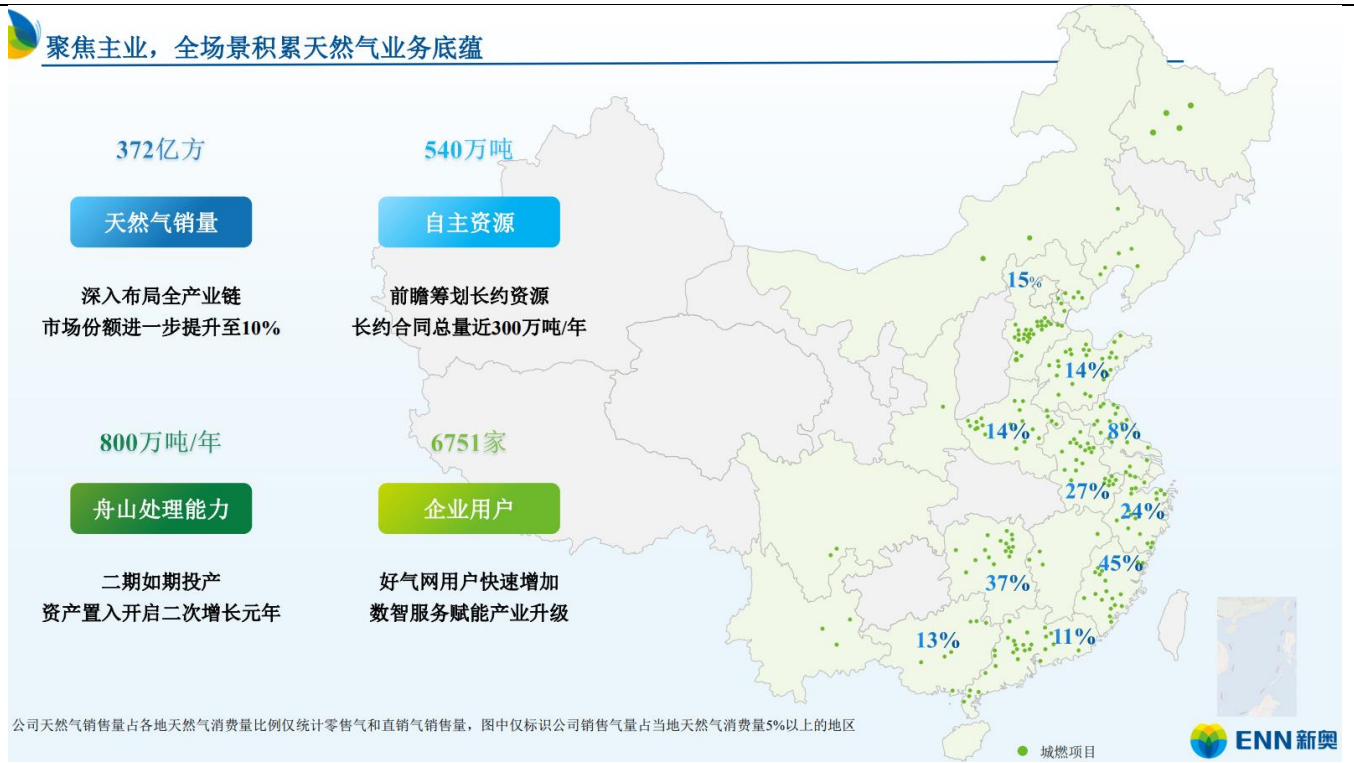 聚焦主业，全场景积累天然气业务底蕴
372亿方
天然气销量
深入布局全产业链
市场份额进一步提升至10%
540万吨
自主资源
前瞻筹划长约资源
长约合同总量近300万吨/年
800万吨/年
舟山处理能力
二期如期投产
资产置入开启二次增长元年
6751家
企业用户
好气网用户快速增加
数智服务赋能产业升级
15%
14%
14%
8%
27%
24%
45%
37%
13%
11%
公司天然气销售量占各地天然气消费量比例仅统计零售气和直销气销售量，图中仅标识公司销售气量占当地天然气消费量5%以上的地区
城燃项目
ENN新奥